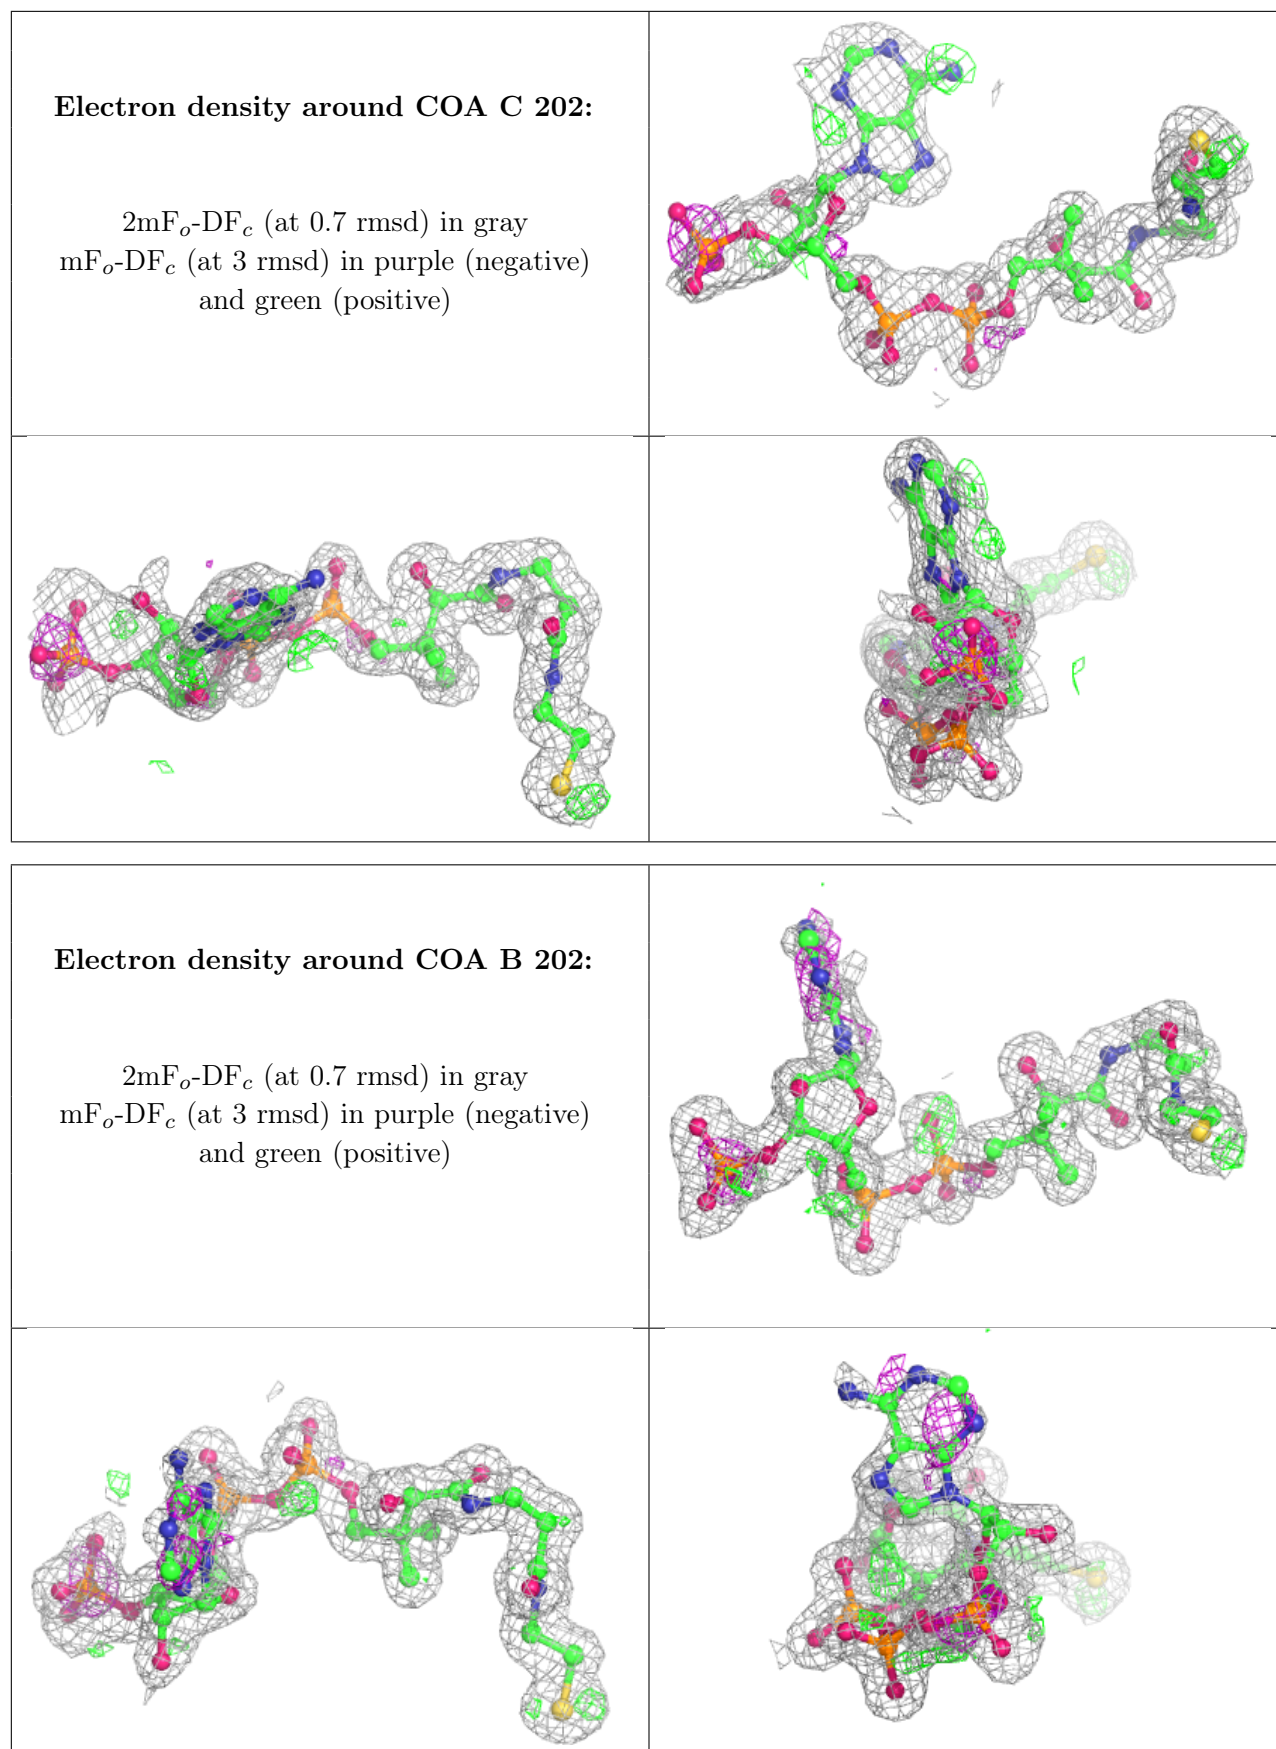 Electron density around COA C 202:
2mFₒ-DF𝒸 (at 0.7 rmsd) in gray
mFₒ-DF𝒸 (at 3 rmsd) in purple (negative)
and green (positive)
Electron density around COA B 202:
2mFₒ-DF𝒸 (at 0.7 rmsd) in gray
mFₒ-DF𝒸 (at 3 rmsd) in purple (negative)
and green (positive)